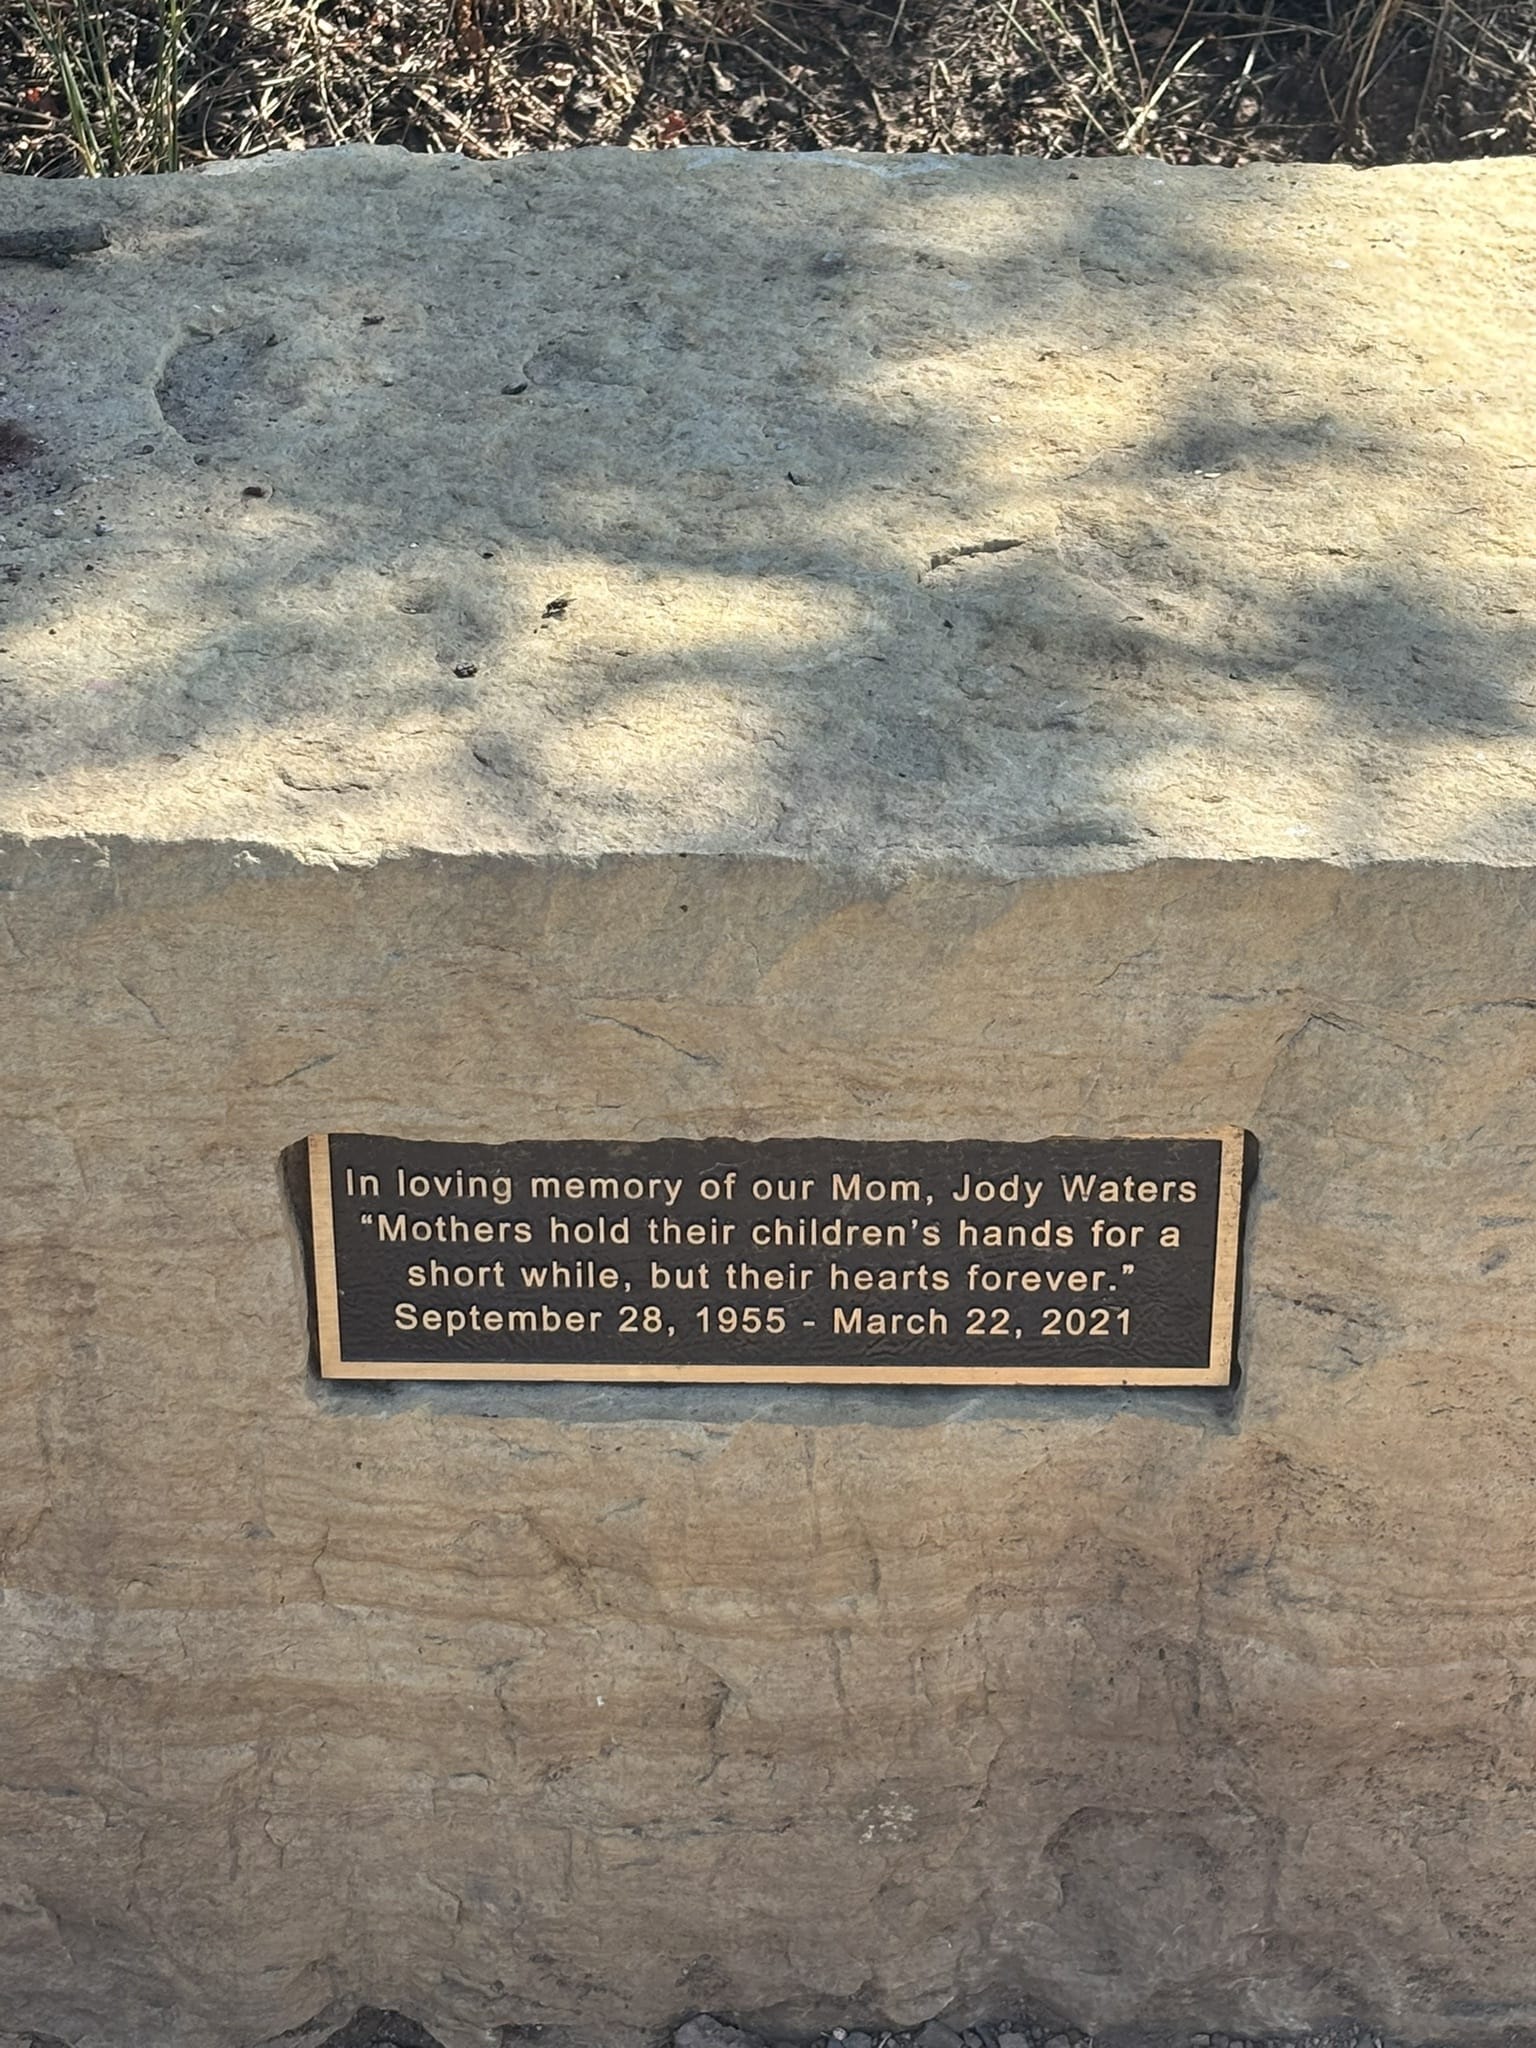 In loving memory of our Mom, Jody Waters
“Mothers hold their children’s hands for a
short while, but their hearts forever.”
September 28, 1955 - March 22, 2021